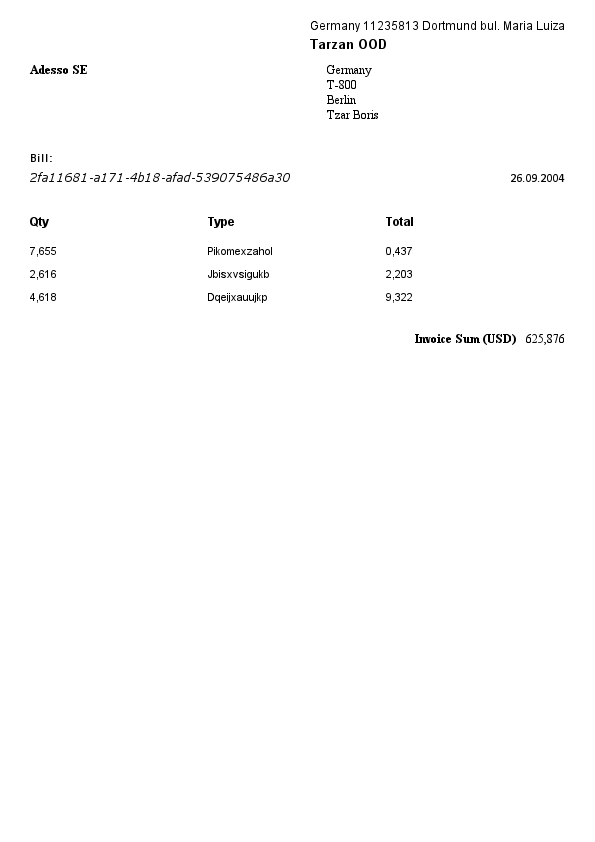 Germany 11235813 Dortmund bul. Maria Luiza
Tarzan OOD
Adesso SE
Germany
T-800
Berlin
Tzar Boris
Bill:
2fa11681-a171-4b18-afad-539075486a30 26.09.2004
Qty Type Total
7,655 Pikomexzahol 0,437
2,616 Jbisxvsigukb 2,203
4,618 Dqeijxauujkp 9,322
Invoice Sum (USD) 625,876